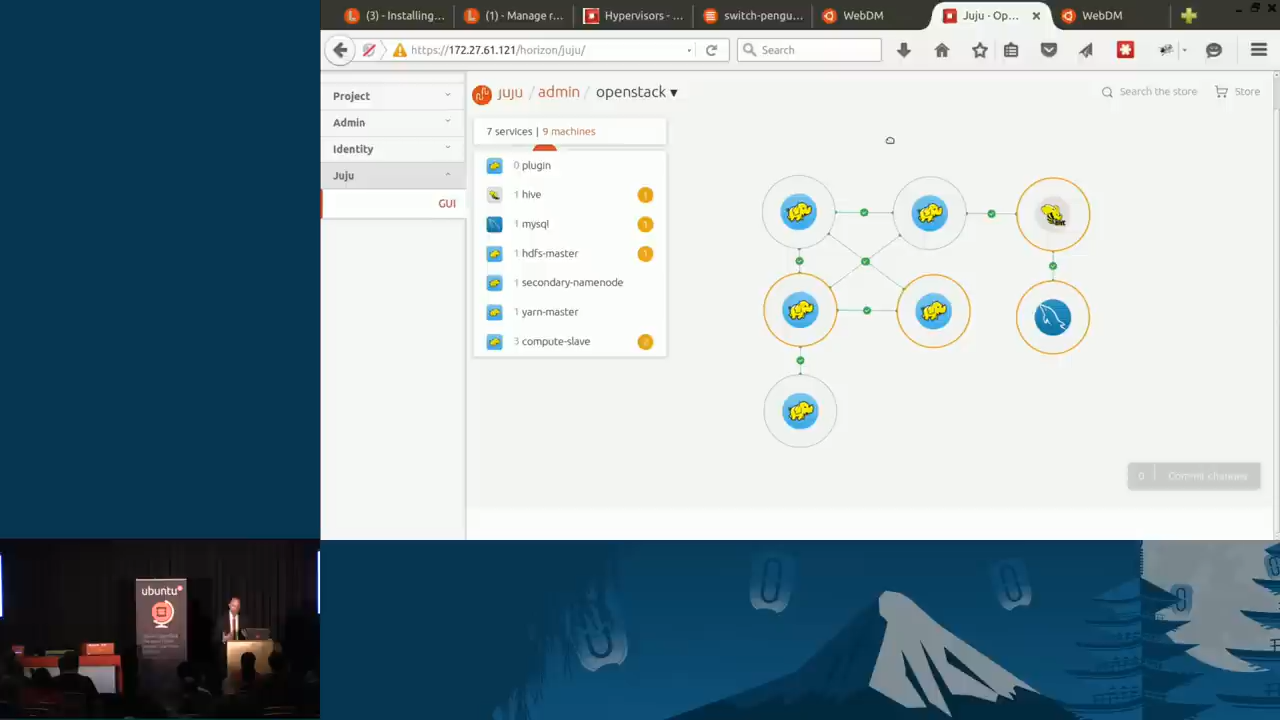 (3) - Installing...
(1) - Manage r...
Hypervisors - ...
switch-pengu...
WebDM
Juju - Op...
WebDM
https://172.27.61.121/horizon/juju/
Search
Project
Admin
Identity
Juju
GUI
juju / admin / openstack ▾
Search the store
Store
7 services | 9 machines
0 plugin
1 hive 1
1 mysql 1
1 hdfs-master 1
1 secondary-namenode
1 yarn-master
3 compute-slave
0 Commit changes
ubuntu